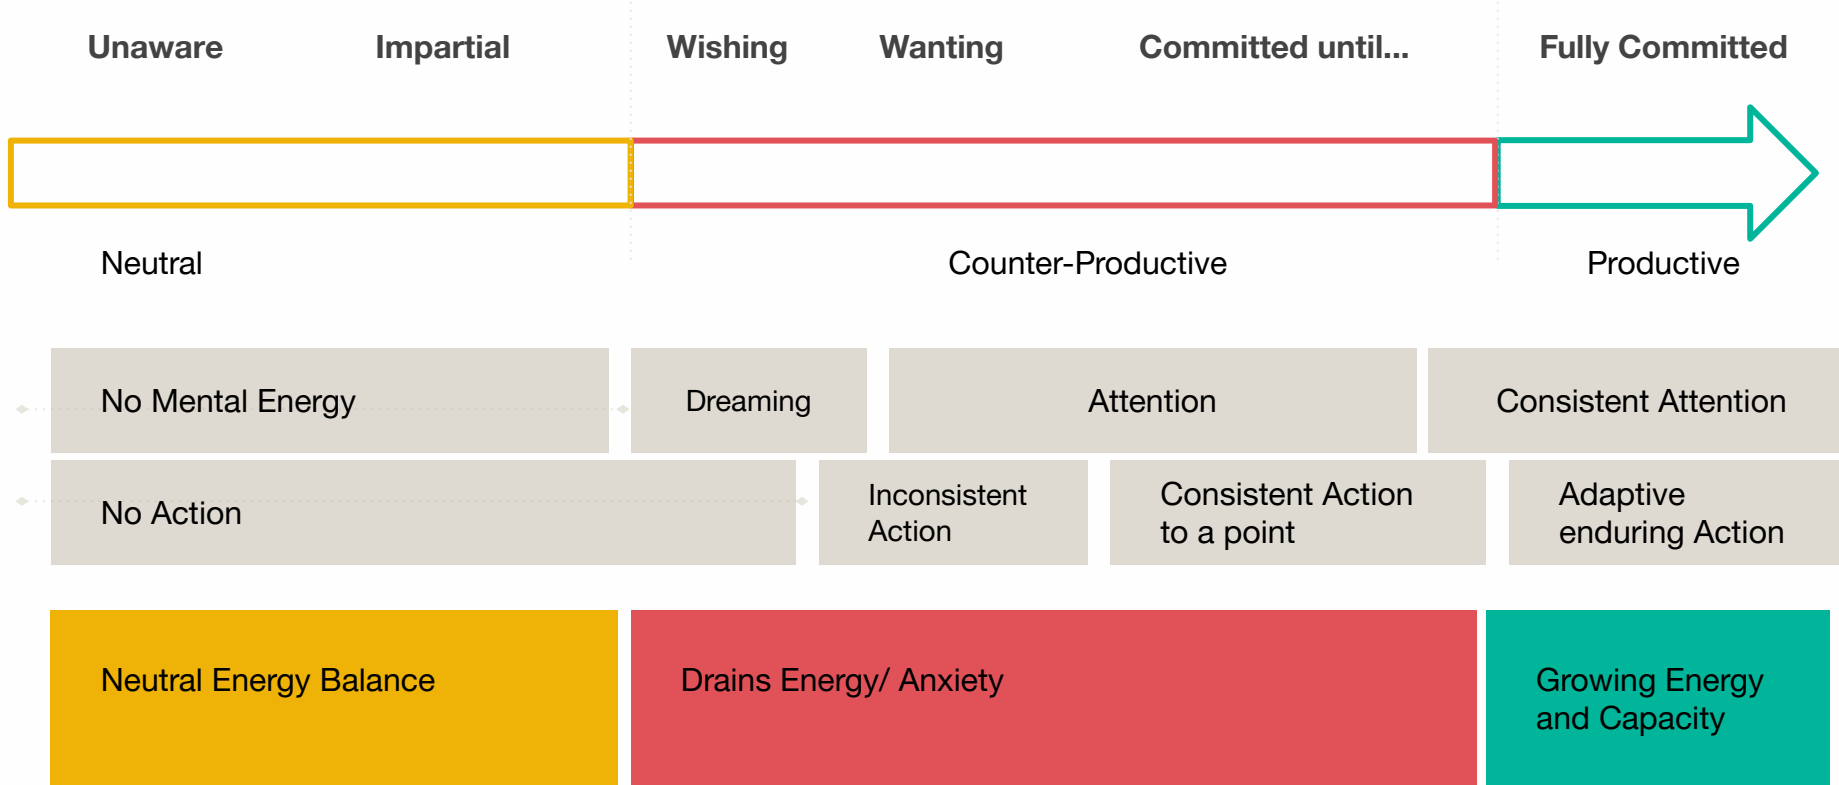 Unaware
Impartial
Wishing
Wanting
Committed until...
Fully Committed
Neutral
Counter-Productive
Productive
No Mental Energy
Dreaming
Attention
Consistent Attention
No Action
Inconsistent
Action
Consistent Action
to a point
Adaptive
enduring Action
Neutral Energy Balance
Drains Energy/ Anxiety
Growing Energy
and Capacity